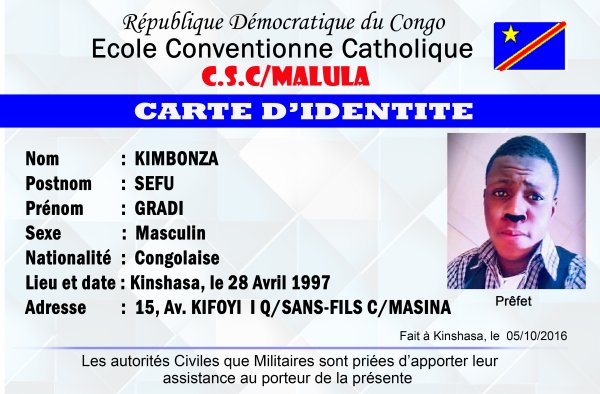 République Démocratique du Congo
Ecole Conventionne Catholique
C.S.C/MALULA
CARTE D'IDENTITE
Nom : KIMBONZA
Postnom : SEFU
Prénom : GRADI
Sexe : Masculin
Nationalité : Congolaise
Lieu et date : Kinshasa, le 28 Avril 1997
Adresse : 15, Av. KIFOYI I Q/SANS-FILS C/MASINA
Prêfet
Fait à Kinshasa, le 05/10/2016
Les autorités Civiles que Militaires sont priées d'apporter leur
assistance au porteur de la présente